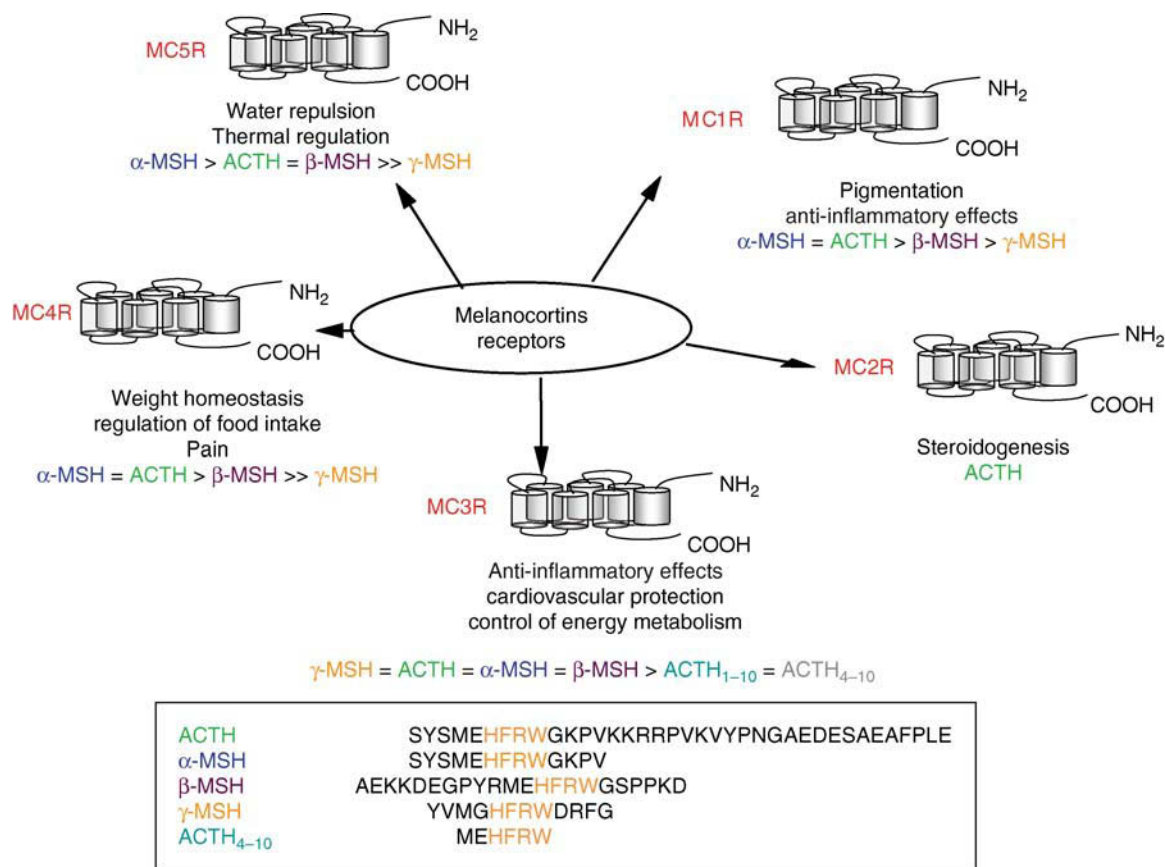 MC5R
NH2
COOH
Water repulsion
Thermal regulation
α-MSH > ACTH = β-MSH >> γ-MSH
MC1R
NH2
COOH
Pigmentation
anti-inflammatory effects
α-MSH = ACTH > β-MSH > γ-MSH
MC4R
NH2
COOH
Weight homeostasis
regulation of food intake
Pain
α-MSH = ACTH > β-MSH >> γ-MSH
Melanocortins
receptors
MC2R
NH2
COOH
Steroidogenesis
ACTH
MC3R
NH2
COOH
Anti-inflammatory effects
cardiovascular protection
control of energy metabolism
γ-MSH = ACTH = α-MSH = β-MSH > ACTH1–10 = ACTH4–10
ACTH SYSMEHFRWGKPVKKRRPVKVYPNGAEDESAEAFPLE
α-MSH SYSMEHFRWGKPV
β-MSH AEKKDEGPYRMEHFRWGSPPKD
γ-MSH YVMGHFRWDRFG
ACTH4–10 MEHFRW